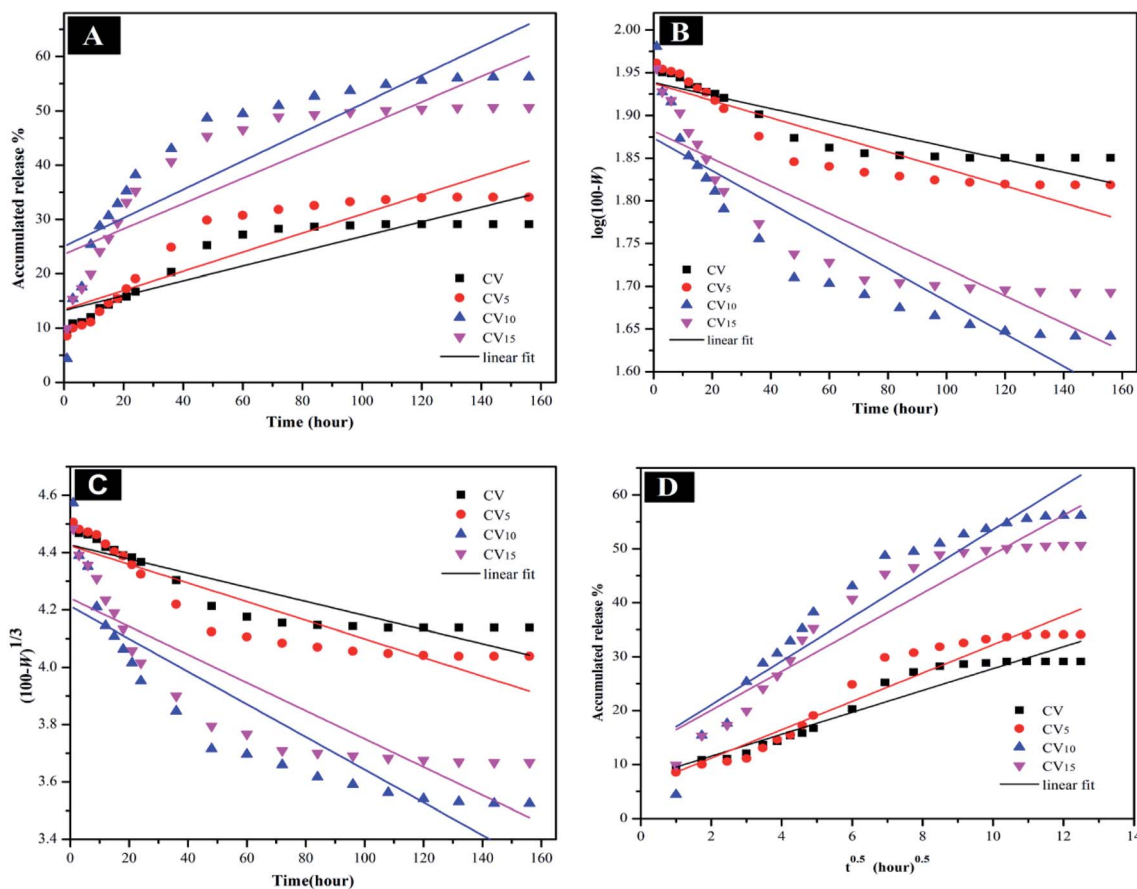 A
Accumulated release %
60
50
40
30
20
10
0
CV
CV5
CV10
CV15
linear fit
0 20 40 60 80 100 120 140 160
Time (hour)
B
log(100-W)
2.00
1.95
1.90
1.85
1.80
1.75
1.70
1.65
1.60
CV
CV5
CV10
CV15
linear fit
0 20 40 60 80 100 120 140 160
Time (hour)
C
(100-W)1/3
4.6
4.4
4.2
4.0
3.8
3.6
3.4
CV
CV5
CV10
CV15
linear fit
0 20 40 60 80 100 120 140 160
Time(hour)
D
Accumulated release %
60
50
40
30
20
10
0
CV
CV5
CV10
CV15
linear fit
0 2 4 6 8 10 12 14
t0.5 (hour)0.5